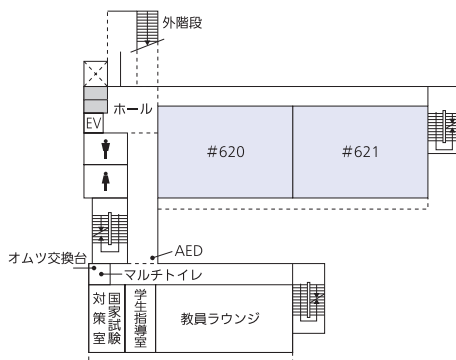 外階段
ホール
EV
#620
#621
AED
オムツ交換台
マルチトイレ
国家試験
対策室
学生指導室
教員ラウンジ